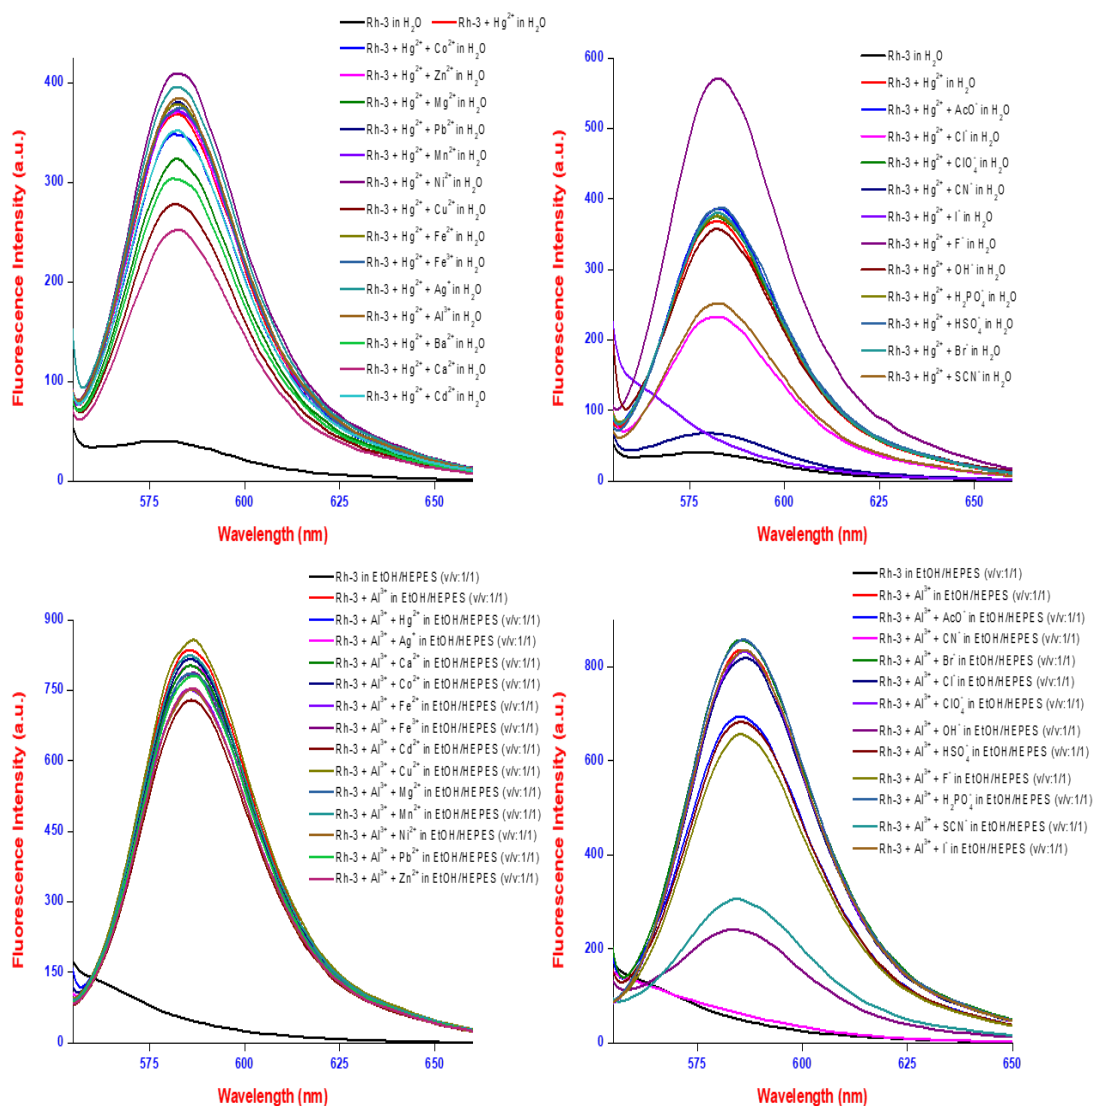 Rh-3 in H₂O Rh-3 + Hg²⁺ in H₂O
Rh-3 + Hg²⁺ + Co²⁺ in H₂O
Rh-3 + Hg²⁺ + Zn²⁺ in H₂O
Rh-3 + Hg²⁺ + Mg²⁺ in H₂O
Rh-3 + Hg²⁺ + Pb²⁺ in H₂O
Rh-3 + Hg²⁺ + Mn²⁺ in H₂O
Rh-3 + Hg²⁺ + Ni²⁺ in H₂O
Rh-3 + Hg²⁺ + Cu²⁺ in H₂O
Rh-3 + Hg²⁺ + Fe²⁺ in H₂O
Rh-3 + Hg²⁺ + Fe³⁺ in H₂O
Rh-3 + Hg²⁺ + Ag⁺ in H₂O
Rh-3 + Hg²⁺ + Al³⁺ in H₂O
Rh-3 + Hg²⁺ + Ba²⁺ in H₂O
Rh-3 + Hg²⁺ + Ca²⁺ in H₂O
Rh-3 + Hg²⁺ + Cd²⁺ in H₂O
Fluorescence Intensity (a.u.)
400
300
200
100
0
575 600 625 650
Wavelength (nm)
Rh-3 in H₂O
Rh-3 + Hg²⁺ in H₂O
Rh-3 + Hg²⁺ + AcO⁻ in H₂O
Rh-3 + Hg²⁺ + Cl⁻ in H₂O
Rh-3 + Hg²⁺ + ClO₄⁻ in H₂O
Rh-3 + Hg²⁺ + CN⁻ in H₂O
Rh-3 + Hg²⁺ + I⁻ in H₂O
Rh-3 + Hg²⁺ + F⁻ in H₂O
Rh-3 + Hg²⁺ + OH⁻ in H₂O
Rh-3 + Hg²⁺ + H₂PO₄⁻ in H₂O
Rh-3 + Hg²⁺ + HSO₄⁻ in H₂O
Rh-3 + Hg²⁺ + Br⁻ in H₂O
Rh-3 + Hg²⁺ + SCN⁻ in H₂O
Fluorescence Intensity (a.u.)
600
500
400
300
200
100
0
575 600 625 650
Wavelength (nm)
Rh-3 in EtOH/HEPES (v/v:1/1)
Rh-3 + Al³⁺ in EtOH/HEPES (v/v:1/1)
Rh-3 + Al³⁺ + Hg²⁺ in EtOH/HEPES (v/v:1/1)
Rh-3 + Al³⁺ + Ag⁺ in EtOH/HEPES (v/v:1/1)
Rh-3 + Al³⁺ + Ca²⁺ in EtOH/HEPES (v/v:1/1)
Rh-3 + Al³⁺ + Co²⁺ in EtOH/HEPES (v/v:1/1)
Rh-3 + Al³⁺ + Fe²⁺ in EtOH/HEPES (v/v:1/1)
Rh-3 + Al³⁺ + Fe³⁺ in EtOH/HEPES (v/v:1/1)
Rh-3 + Al³⁺ + Cd²⁺ in EtOH/HEPES (v/v:1/1)
Rh-3 + Al³⁺ + Cu²⁺ in EtOH/HEPES (v/v:1/1)
Rh-3 + Al³⁺ + Mg²⁺ in EtOH/HEPES (v/v:1/1)
Rh-3 + Al³⁺ + Mn²⁺ in EtOH/HEPES (v/v:1/1)
Rh-3 + Al³⁺ + Ni²⁺ in EtOH/HEPES (v/v:1/1)
Rh-3 + Al³⁺ + Pb²⁺ in EtOH/HEPES (v/v:1/1)
Rh-3 + Al³⁺ + Zn²⁺ in EtOH/HEPES (v/v:1/1)
Fluorescence Intensity (a.u.)
900
750
600
450
300
150
0
575 600 625 650
Wavelength (nm)
Rh-3 in EtOH/HEPES (v/v:1/1)
Rh-3 + Al³⁺ in EtOH/HEPES (v/v:1/1)
Rh-3 + Al³⁺ + AcO⁻ in EtOH/HEPES (v/v:1/1)
Rh-3 + Al³⁺ + CN⁻ in EtOH/HEPES (v/v:1/1)
Rh-3 + Al³⁺ + Br⁻ in EtOH/HEPES (v/v:1/1)
Rh-3 + Al³⁺ + Cl⁻ in EtOH/HEPES (v/v:1/1)
Rh-3 + Al³⁺ + ClO₄⁻ in EtOH/HEPES (v/v:1/1)
Rh-3 + Al³⁺ + OH⁻ in EtOH/HEPES (v/v:1/1)
Rh-3 + Al³⁺ + HSO₄⁻ in EtOH/HEPES (v/v:1/1)
Rh-3 + Al³⁺ + F⁻ in EtOH/HEPES (v/v:1/1)
Rh-3 + Al³⁺ + H₂PO₄⁻ in EtOH/HEPES (v/v:1/1)
Rh-3 + Al³⁺ + SCN⁻ in EtOH/HEPES (v/v:1/1)
Rh-3 + Al³⁺ + I⁻ in EtOH/HEPES (v/v:1/1)
Fluorescence Intensity (a.u.)
800
600
400
200
0
575 600 625 650
Wavelength (nm)